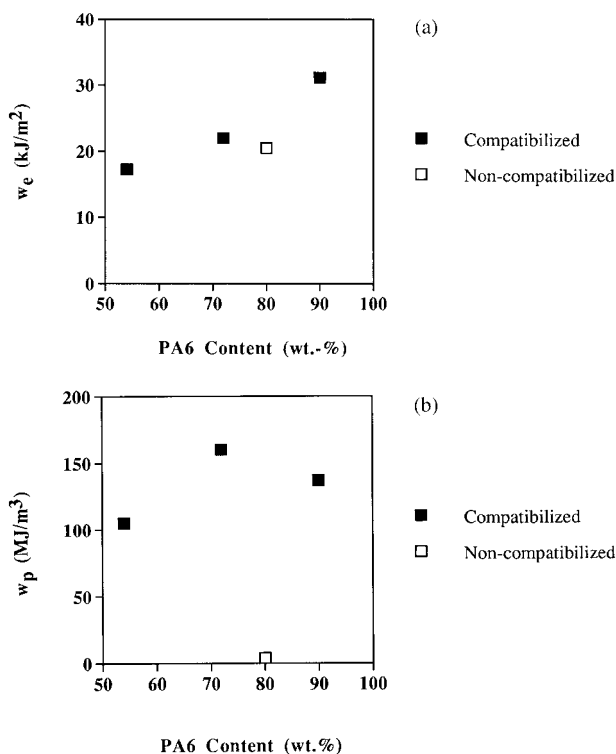 (a)
40
30
20
10
0
w_e (kJ/m²)
50 60 70 80 90 100
PA6 Content (wt.-%)
■ Compatibilized
□ Non-compatibilized
(b)
200
150
100
50
0
w_p (MJ/m³)
50 60 70 80 90 100
PA6 Content (wt.%)
■ Compatibilized
□ Non-compatibilized